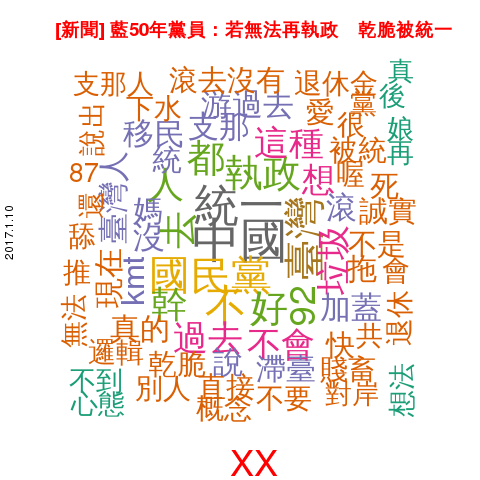 [新聞] 藍50年黨員：若無法再執政　乾脆被統一
2017.1.10
支那人 滾去沒有 退休金 真
說出 下水 游過去 愛 黨 後
移民 支那 這種 很 娘
87 人 統 都 執政 想 被統 再
還 臺灣 人 統一 喔 死
舔 媽 去 中國 臺灣 滾 誠實
沒 垃圾 不是
推 現在 kmt 國民黨 拖 會
無法 幹 不 好 92 加蓋 退休
真的 過去 不會 快 共
邏輯 乾脆 說 滯臺 賤畜
不到 別人 直接 不要 對岸 想法
心態 概念
XX